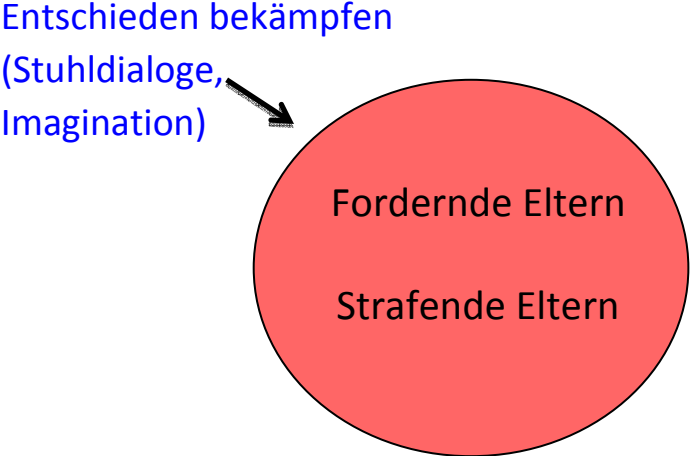 Entschieden bekämpfen
(Stuhldialoge,
Imagination)
Fordernde Eltern
Strafende Eltern